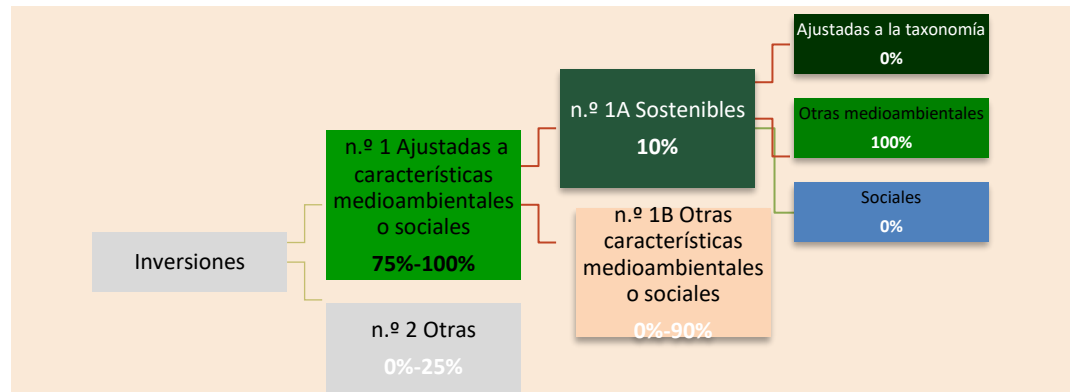 Inversiones
n.º 1 Ajustadas a
características
medioambientales
o sociales
75%-100%
n.º 2 Otras
0%-25%
n.º 1A Sostenibles
10%
n.º 1B Otras
características
medioambientales
o sociales
0%-90%
Ajustadas a la taxonomía
0%
Otras medioambientales
100%
Sociales
0%